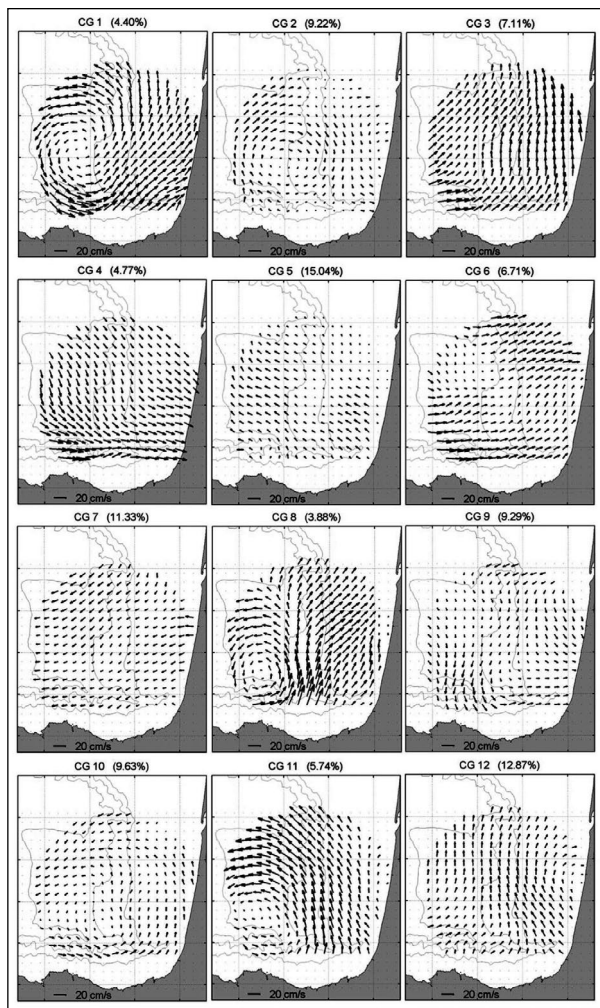 CG 1 (4.40%) CG 2 (9.22%) CG 3 (7.11%)
20 cm/s 20 cm/s 20 cm/s
CG 4 (4.77%) CG 5 (15.04%) CG 6 (6.71%)
20 cm/s 20 cm/s 20 cm/s
CG 7 (11.33%) CG 8 (3.88%) CG 9 (9.29%)
20 cm/s 20 cm/s 20 cm/s
CG 10 (9.63%) CG 11 (5.74%) CG 12 (12.87%)
20 cm/s 20 cm/s 20 cm/s